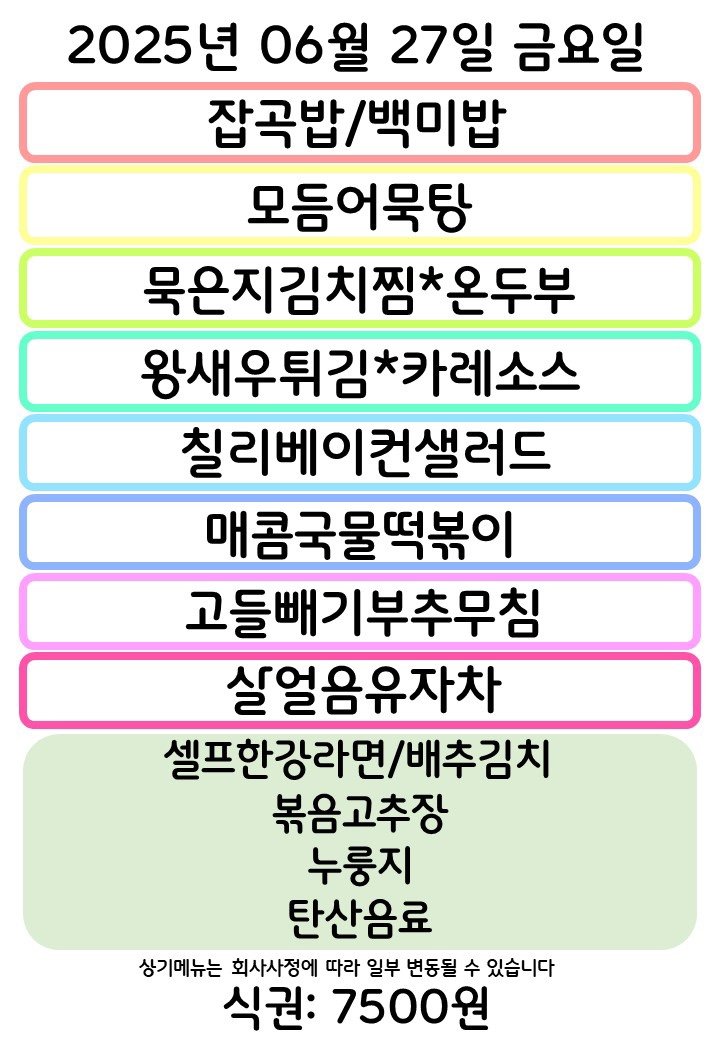 2025년 06월 27일 금요일
잡곡밥/백미밥
모듬어묵탕
묵은지김치찜*온두부
왕새우튀김*카레소스
칠리베이컨샐러드
매콤국물떡볶이
고들빼기부추무침
살얼음유자차
셀프한강라면/배추김치
볶음고추장
누룽지
탄산음료
상기메뉴는 회사사정에 따라 일부 변동될 수 있습니다
식권: 7500원